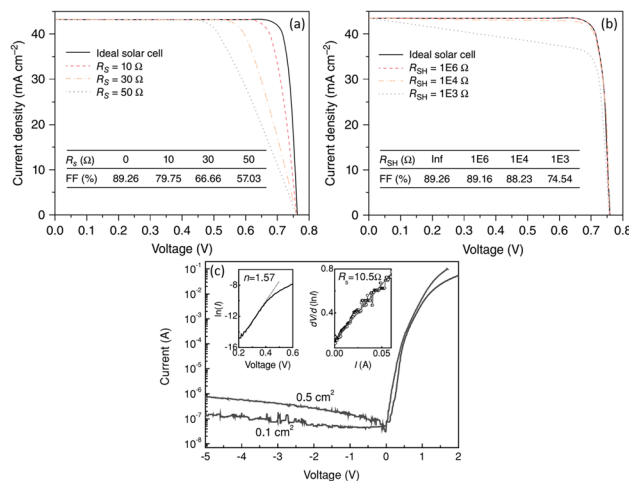 (a)
Current density (mA cm⁻²)
40
30
20
10
0
Ideal solar cell
R_S = 10 Ω
R_S = 30 Ω
R_S = 50 Ω
R_s (Ω) 0 10 30 50
FF (%) 89.26 79.75 66.66 57.03
0.0 0.1 0.2 0.3 0.4 0.5 0.6 0.7 0.8
Voltage (V)
(b)
Current density (mA cm⁻²)
40
30
20
10
0
Ideal solar cell
R_SH = 1E6 Ω
R_SH = 1E4 Ω
R_SH = 1E3 Ω
R_SH (Ω) Inf 1E6 1E4 1E3
FF (%) 89.26 89.16 88.23 74.54
0.0 0.1 0.2 0.3 0.4 0.5 0.6 0.7 0.8
Voltage (V)
(c)
Current (A)
10⁻¹
10⁻²
10⁻³
10⁻⁴
10⁻⁵
10⁻⁶
10⁻⁷
10⁻⁸
n=1.57
ln(I)
-8
-12
-16
0.2 0.4 0.6
Voltage (V)
R_s=10.5Ω
dV/d (lnI)
0.8
0.4
0.00 0.05
I (A)
0.5 cm²
0.1 cm²
-5 -4 -3 -2 -1 0 1 2
Voltage (V)